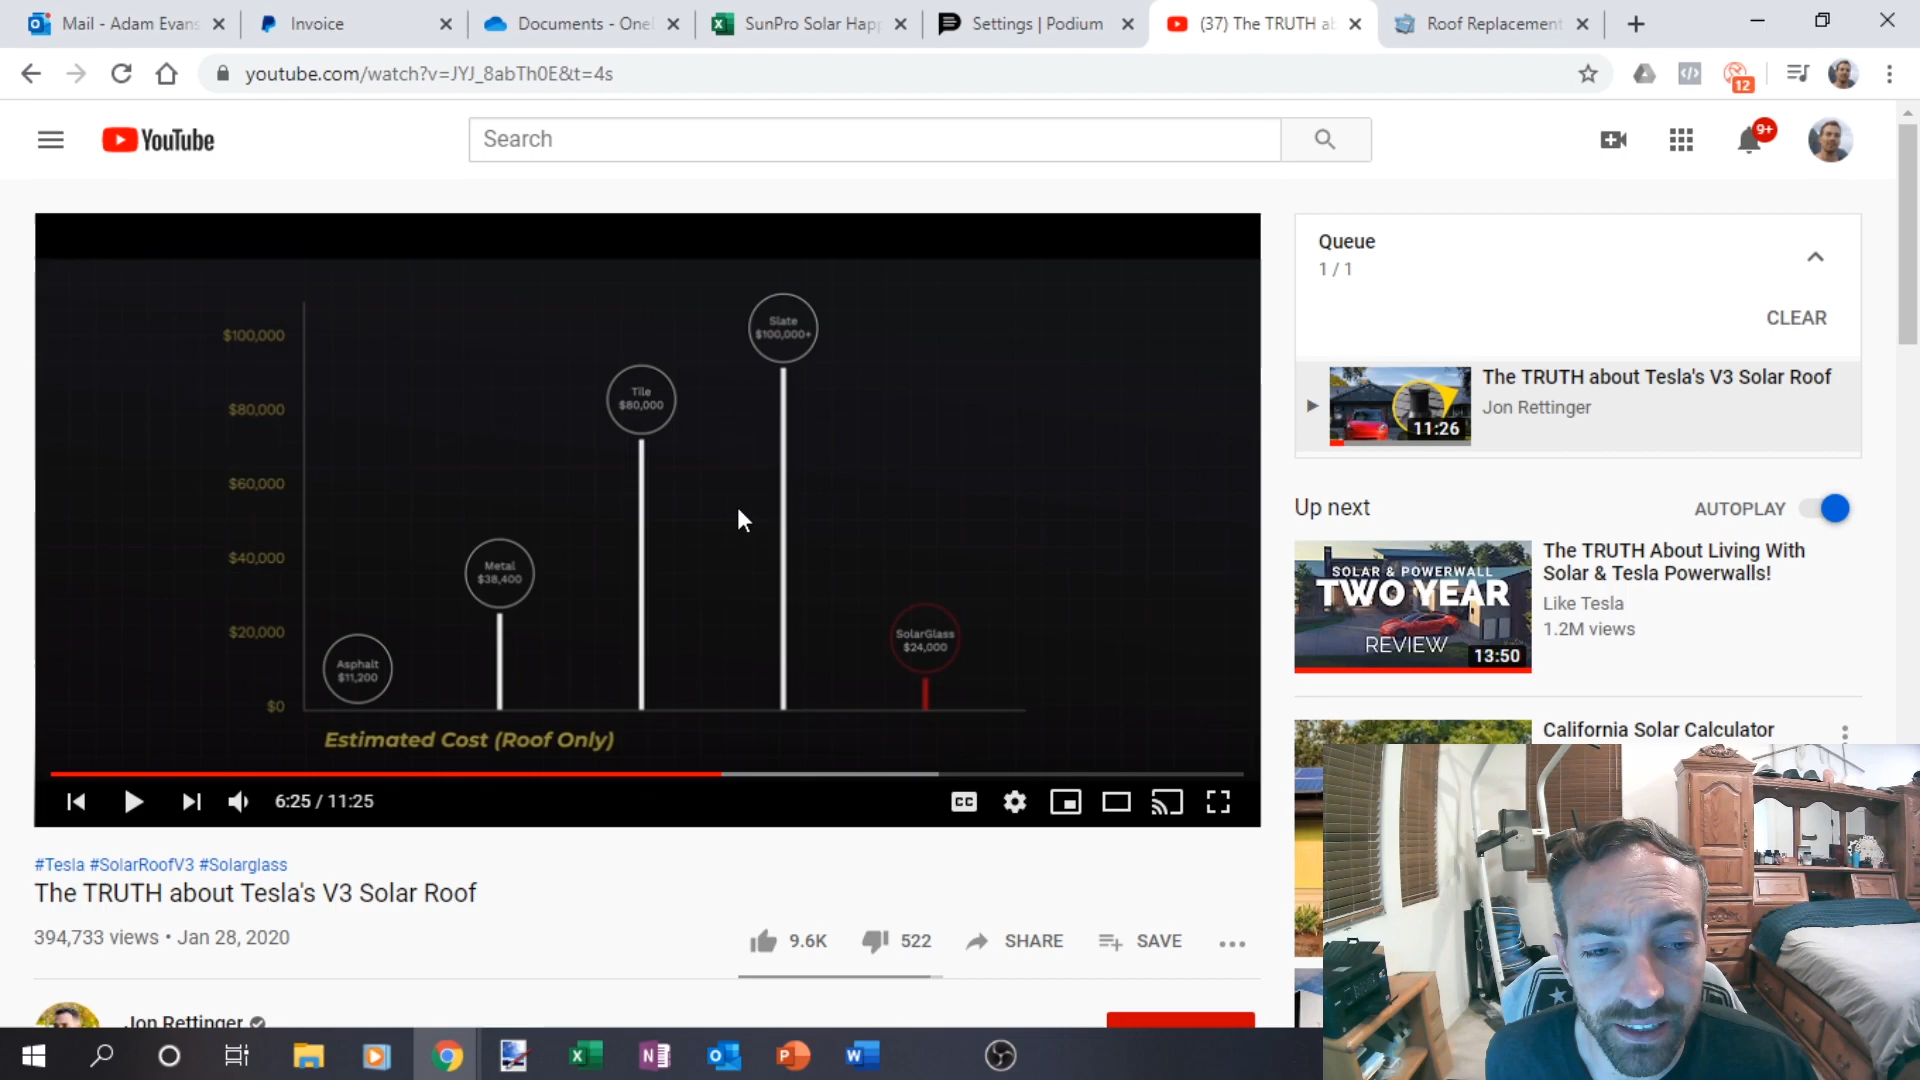 Mail - Adam Evans
Invoice
Documents - OneI
SunPro Solar Happ
Settings | Podium
(37) The TRUTH ab
Roof Replacement
youtube.com/watch?v=JYJ_8abTh0E&t=4s
12
YouTube
Search
9+
$100,000
$80,000
$60,000
$40,000
$20,000
$0
Asphalt
$11,200
Metal
$38,400
Tile
$80,000
Slate
$100,000+
SolarGlass
$24,000
Estimated Cost (Roof Only)
6:25 / 11:25
CC
Queue
1 / 1
CLEAR
The TRUTH about Tesla's V3 Solar Roof
Jon Rettinger
11:26
Up next
AUTOPLAY
SOLAR & POWERWALL
TWO YEAR
REVIEW
13:50
The TRUTH About Living With
Solar & Tesla Powerwalls!
Like Tesla
1.2M views
California Solar Calculator
#Tesla #SolarRoofV3 #Solarglass
The TRUTH about Tesla's V3 Solar Roof
394,733 views • Jan 28, 2020
9.6K
522
SHARE
SAVE
Jon Rettinger